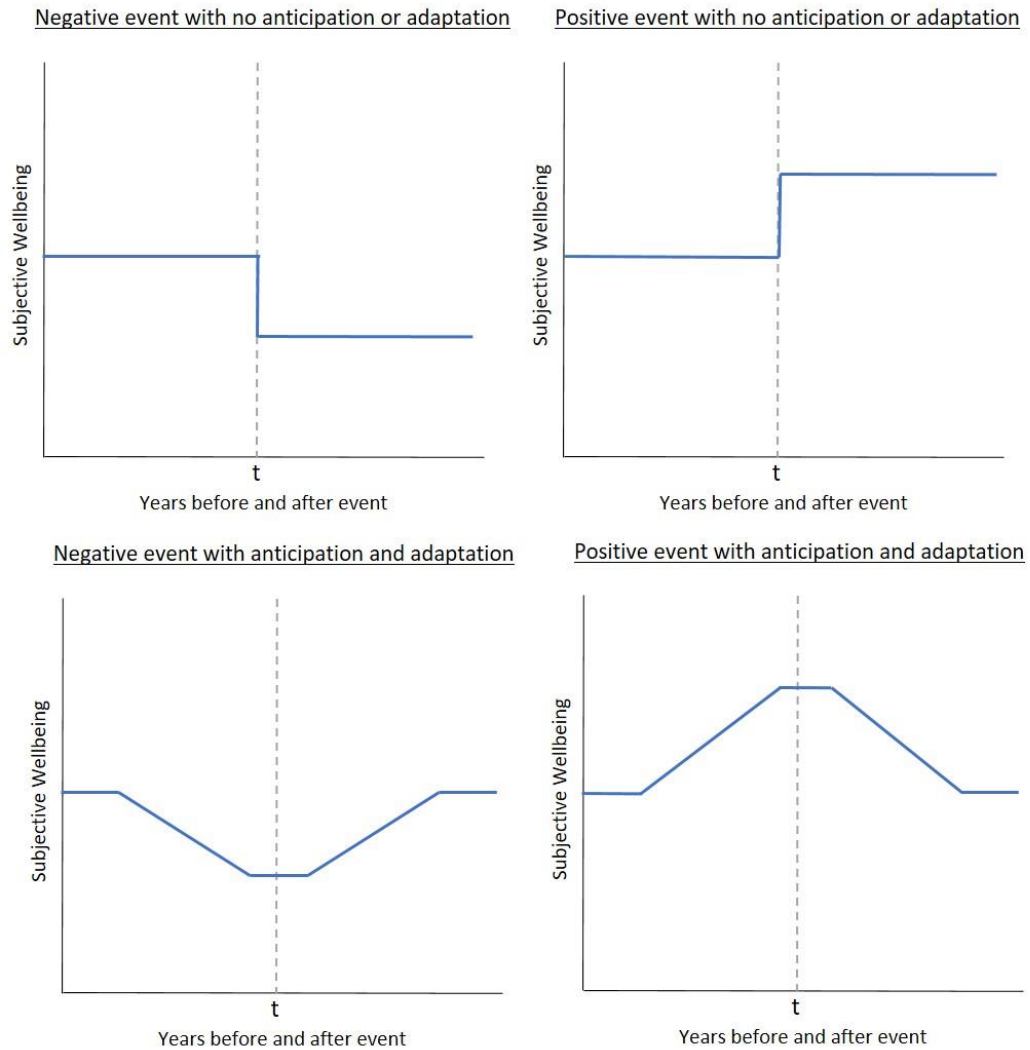 Negative event with no anticipation or adaptation
Subjective Wellbeing
t
Years before and after event
Positive event with no anticipation or adaptation
Subjective Wellbeing
t
Years before and after event
Negative event with anticipation and adaptation
Subjective Wellbeing
t
Years before and after event
Positive event with anticipation and adaptation
Subjective Wellbeing
t
Years before and after event